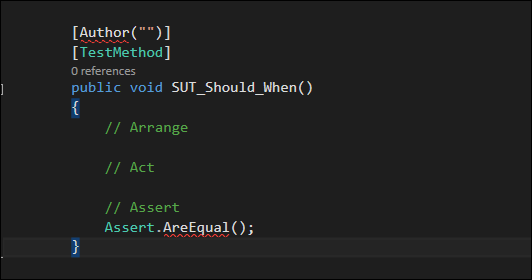 [Author("")]
[TestMethod]
0 references
public void SUT_Should_When()
{
// Arrange
// Act
// Assert
Assert.AreEqual();
}